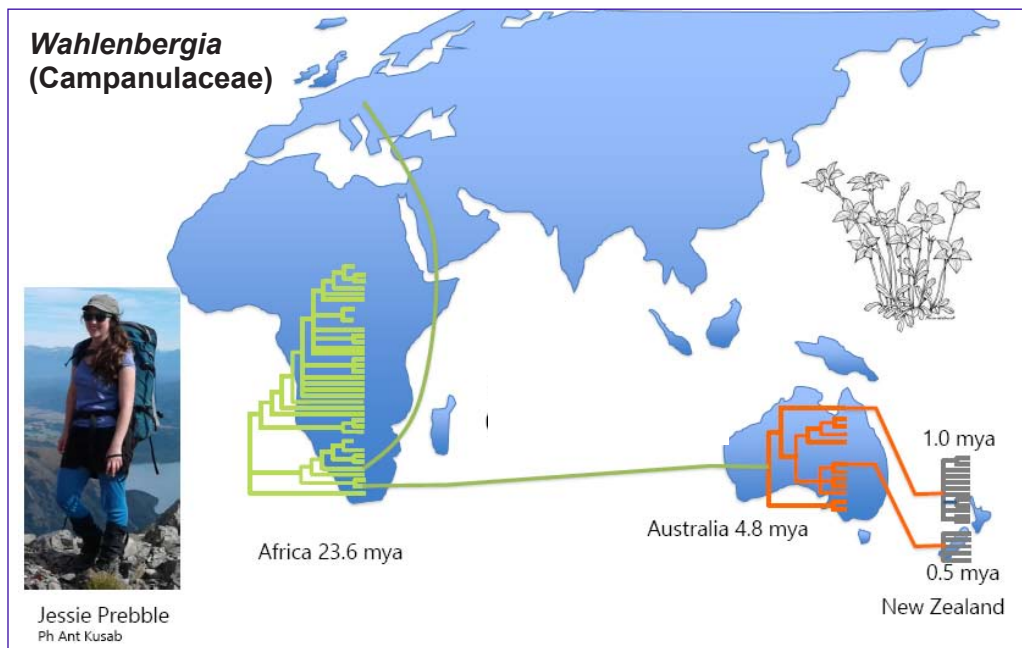 Wahlenbergia
(Campanulaceae)
1.0 mya
Australia 4.8 mya
Africa 23.6 mya
0.5 mya
New Zealand
Jessie Prebble
Ph Ant Kusab